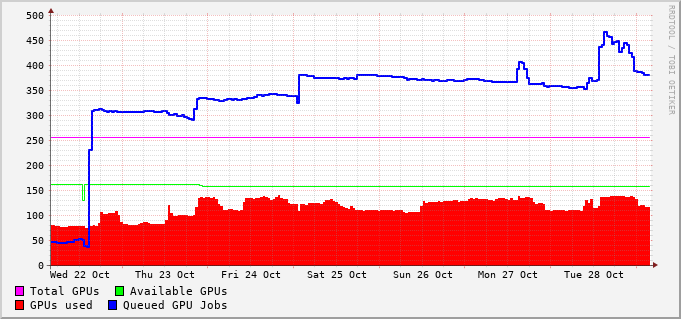 500
450
400
350
300
250
200
150
100
50
0
Wed 22 Oct Thu 23 Oct Fri 24 Oct Sat 25 Oct Sun 26 Oct Mon 27 Oct Tue 28 Oct
Total GPUs Available GPUs
GPUs used Queued GPU Jobs
RRDTOOL / TOBI OETIKER